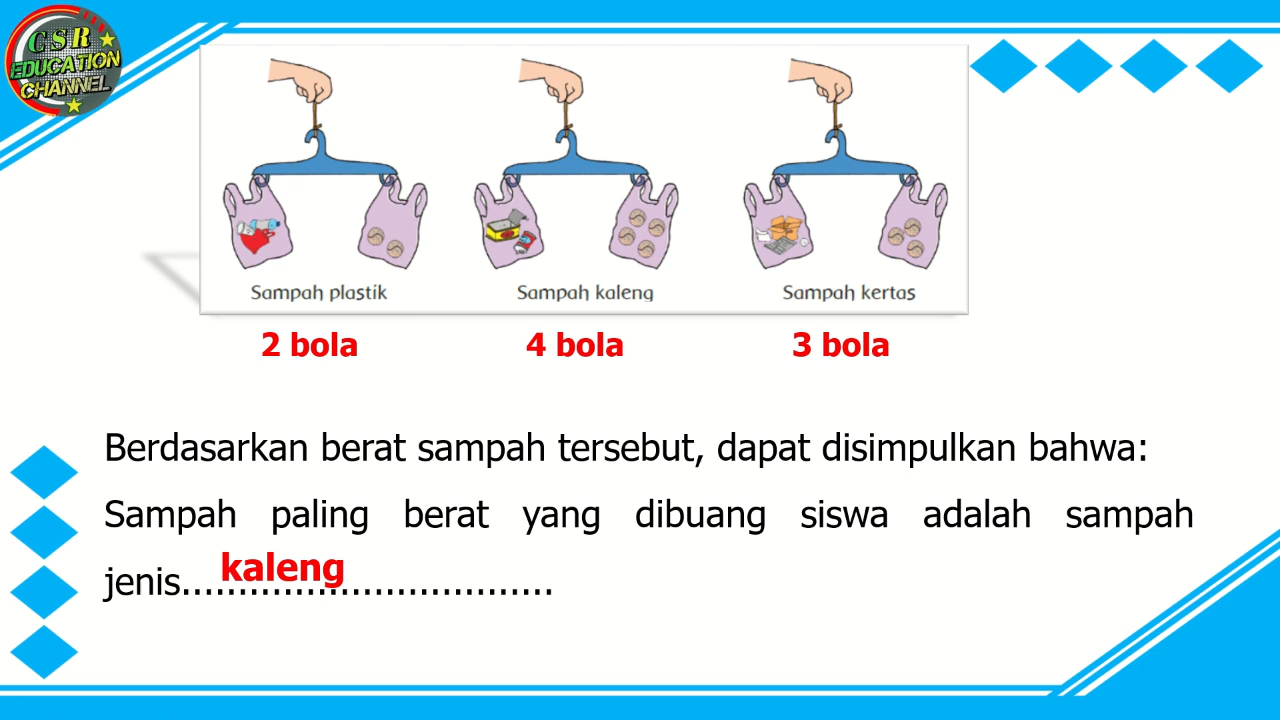 CSR
EDUCATION
CHANNEL
Sampah plastik
Sampah kaleng
Sampah kertas
2 bola
4 bola
3 bola
Berdasarkan berat sampah tersebut, dapat disimpulkan bahwa:
Sampah paling berat yang dibuang siswa adalah sampah
jenis.................................
kaleng